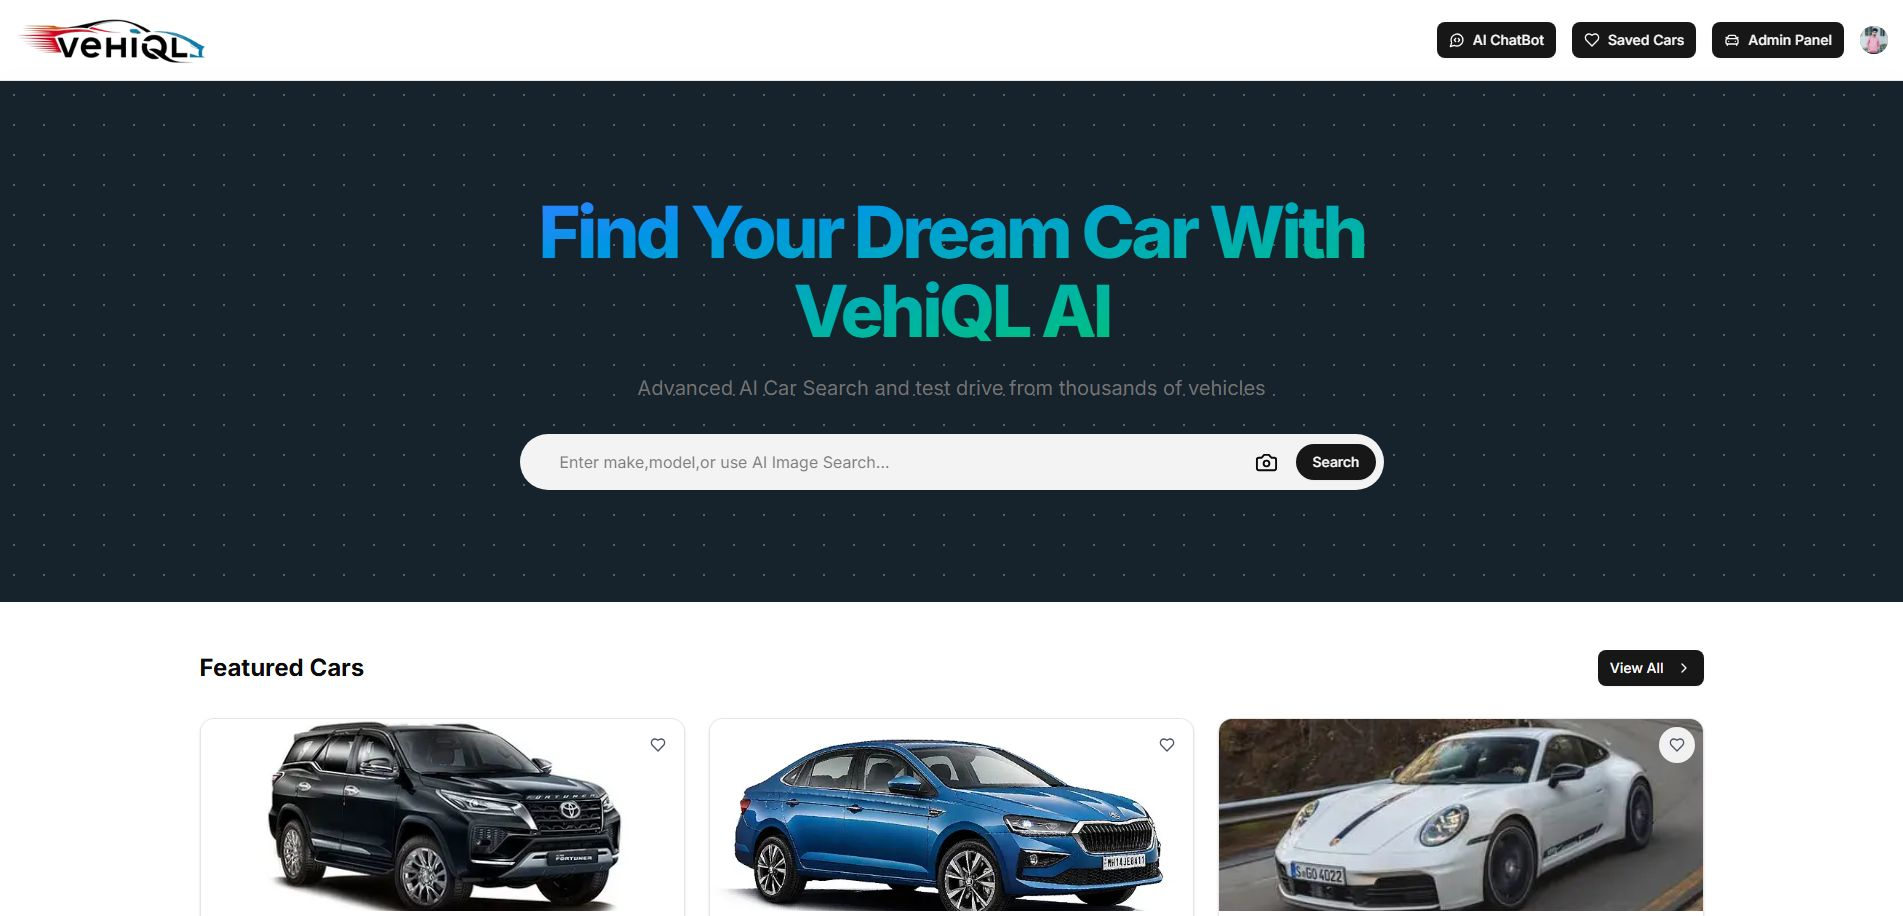 VEHIQL
AI ChatBot
Saved Cars
Admin Panel
Find Your Dream Car With
VehiQL AI
Advanced AI Car Search and test drive from thousands of vehicles
Enter make,model,or use AI Image Search...
Search
Featured Cars
View All
FORTUNER
FORTUNER
MH14JE8411
S GO 4022